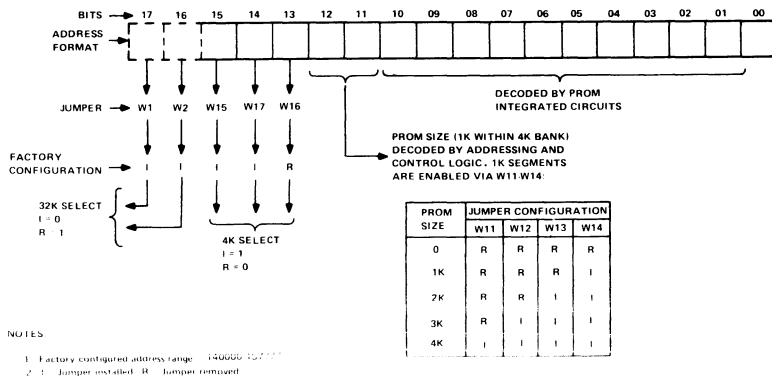 BITS 17 16 15 14 13 12 11 10 09 08 07 06 05 04 03 02 01 00
ADDRESS
FORMAT
DECODED BY PROM
INTEGRATED CIRCUITS
JUMPER W1 W2 W15 W17 W16
PROM SIZE (1K WITHIN 4K BANK)
DECODED BY ADDRESSING AND
CONTROL LOGIC. 1K SEGMENTS
ARE ENABLED VIA W11-W14:
FACTORY
CONFIGURATION I I I I R
32K SELECT
I = 0
R = 1
4K SELECT
I = 1
R = 0
PROM SIZE JUMPER CONFIGURATION
W11 W12 W13 W14
0 R R R R
1K R R R I
2K R R I I
3K R I I I
4K I I I I
NOTES
1 Factory configured address range 140000
2 I Jumper installed R Jumper removed